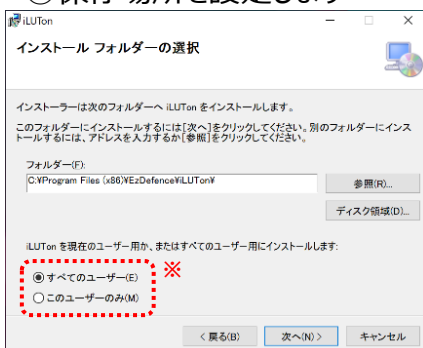 iLUTon
インストール フォルダーの選択
インストーラーは次のフォルダーへ iLUTon をインストールします。
このフォルダーにインストールするには[次へ]をクリックしてください。別のフォルダーにインス
トールするには、アドレスを入力するか[参照]をクリックしてください。
フォルダー(F):
C:¥Program Files (x86)¥EzDefence¥iLUTon¥
参照(R)...
ディスク領域(D)...
iLUTon を現在のユーザー用か、またはすべてのユーザー用にインストールします:
すべてのユーザー(E)
※
このユーザーのみ(M)
< 戻る(B)
次へ(N) >
キャンセル